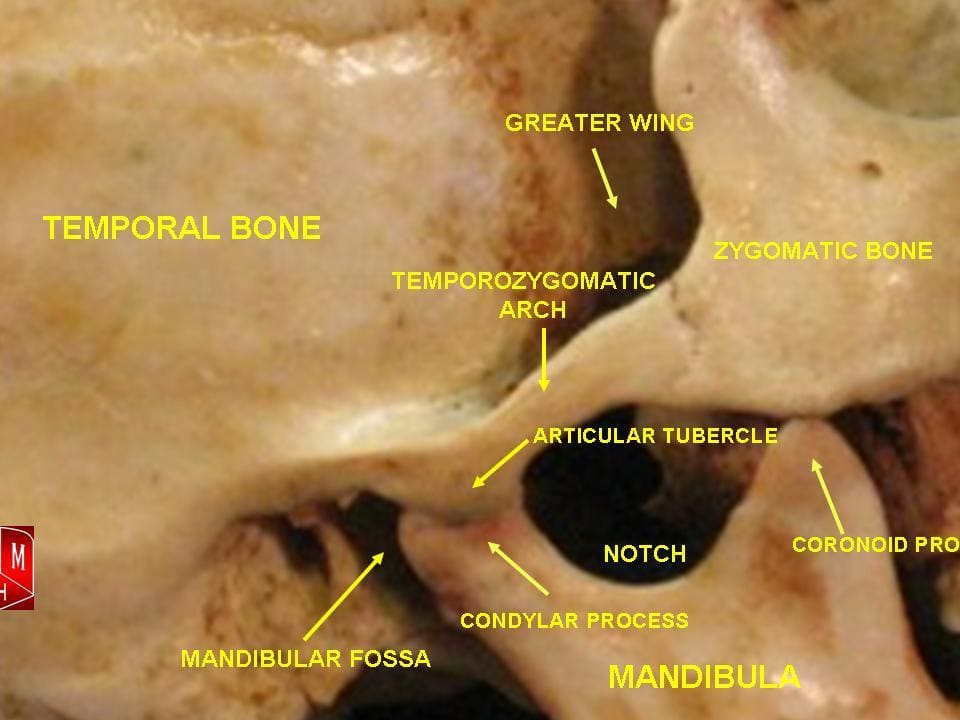 GREATER WING
TEMPORAL BONE
ZYGOMATIC BONE
TEMPOROZYGOMATIC
ARCH
ARTICULAR TUBERCLE
M
H
NOTCH
CORONOID PRO
CONDYLAR PROCESS
MANDIBULAR FOSSA
MANDIBULA